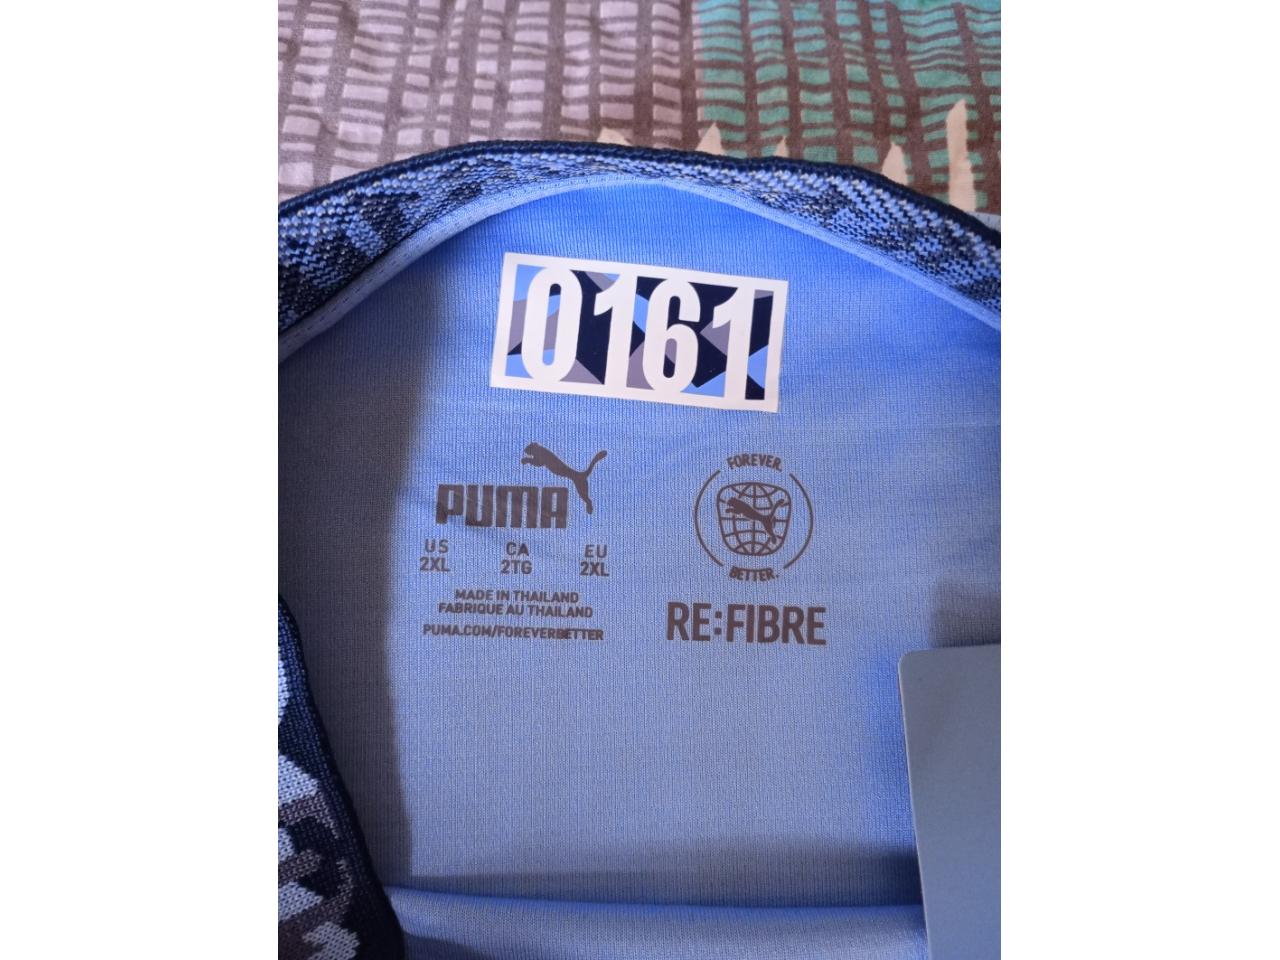 0161
PUMA
US CA EU
2XL 2TG 2XL
MADE IN THAILAND
FABRIQUE AU THAILAND
PUMA.COM/FOREVERBETTER
FOREVER.
BETTER.
RE:FIBRE